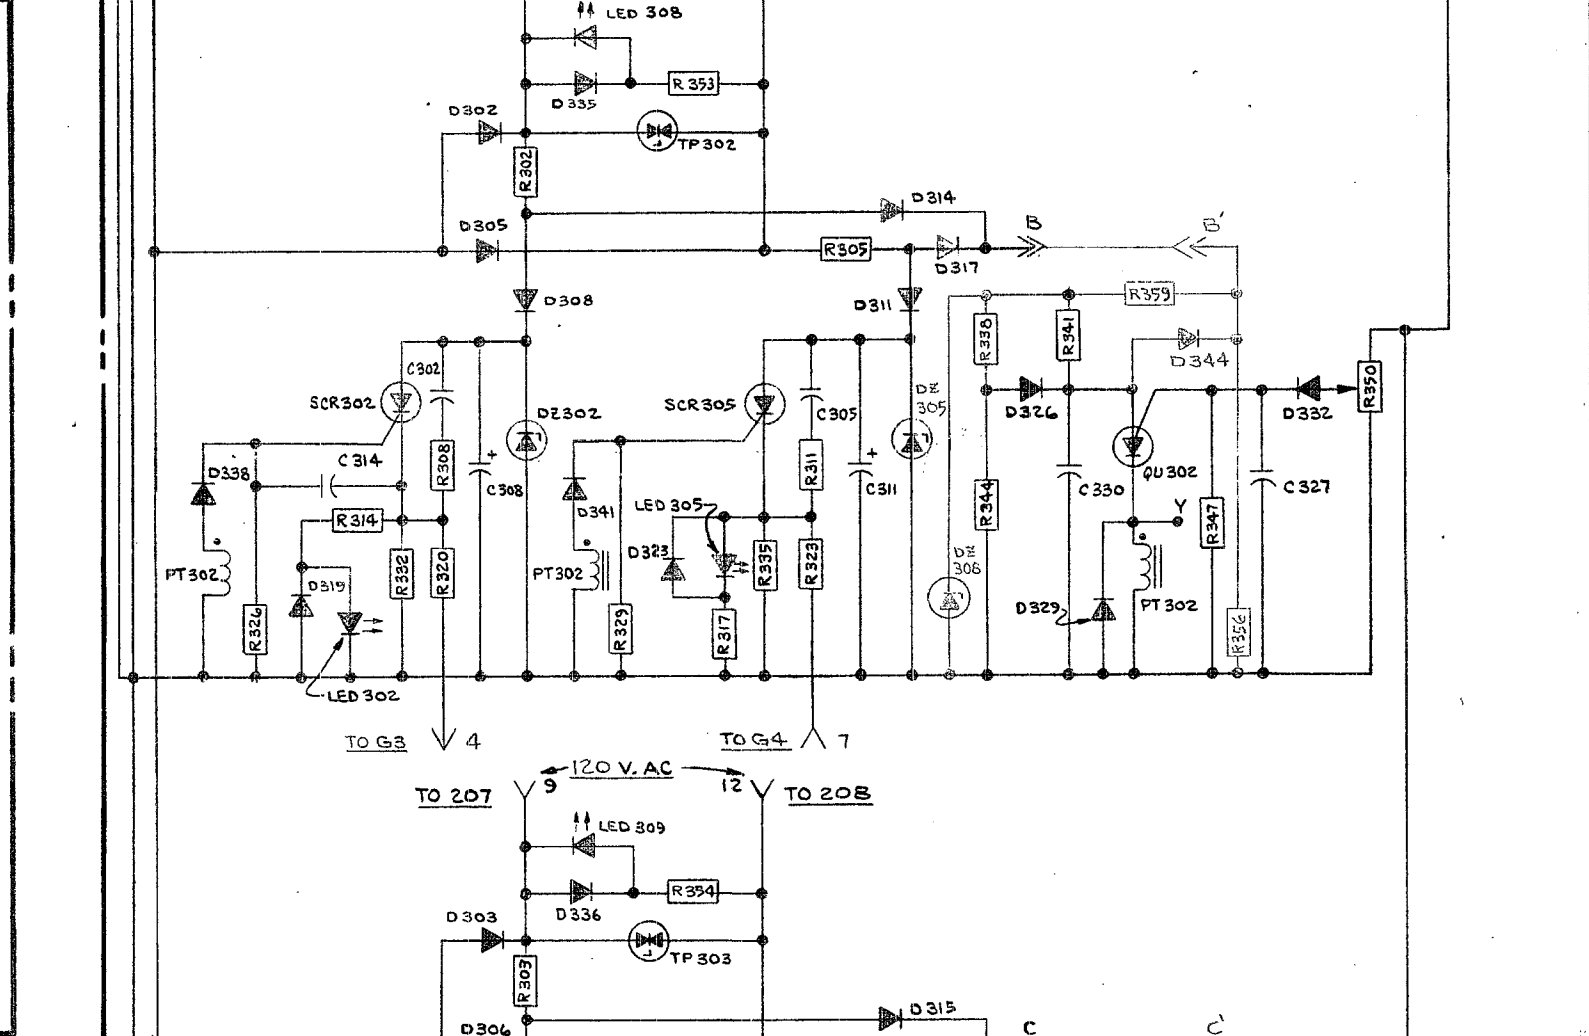 LED 308
D335
R353
D302
TP302
R302
D314
D305
R305
D317
B
B'
D308
D311
R359
R338
R341
D344
C302
SCR302
DZ302
SCR305
C305
DZ
305
D326
D332
R350
D338
C314
R308
+
C308
D341
LED 305
R311
+
C311
R344
C330
QU302
Y
R347
C327
R314
PT302
D319
R332
R320
PT302
D323
R335
R323
DZ
308
R326
R329
R317
D329
PT302
R356
LED 302
TO G3
4
TO G4
7
120 V. AC
TO 207
9
12
TO 208
LED 309
D336
R354
D303
TP303
R303
D306
D315
C
C'